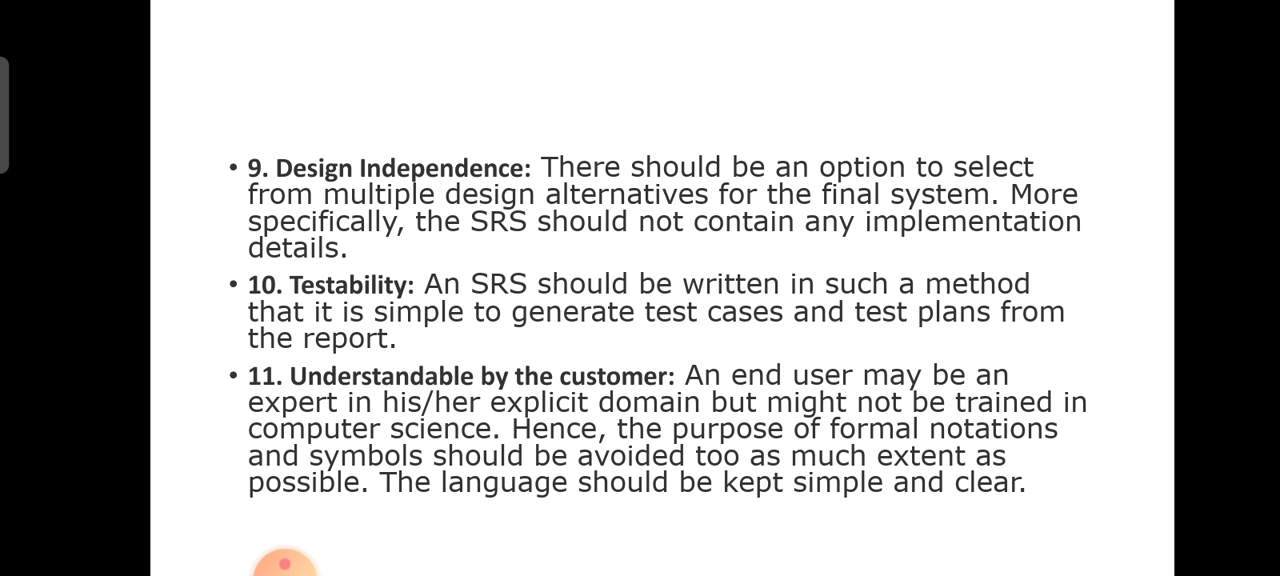 • 9. Design Independence: There should be an option to select
from multiple design alternatives for the final system. More
specifically, the SRS should not contain any implementation
details.
• 10. Testability: An SRS should be written in such a method
that it is simple to generate test cases and test plans from
the report.
• 11. Understandable by the customer: An end user may be an
expert in his/her explicit domain but might not be trained in
computer science. Hence, the purpose of formal notations
and symbols should be avoided too as much extent as
possible. The language should be kept simple and clear.